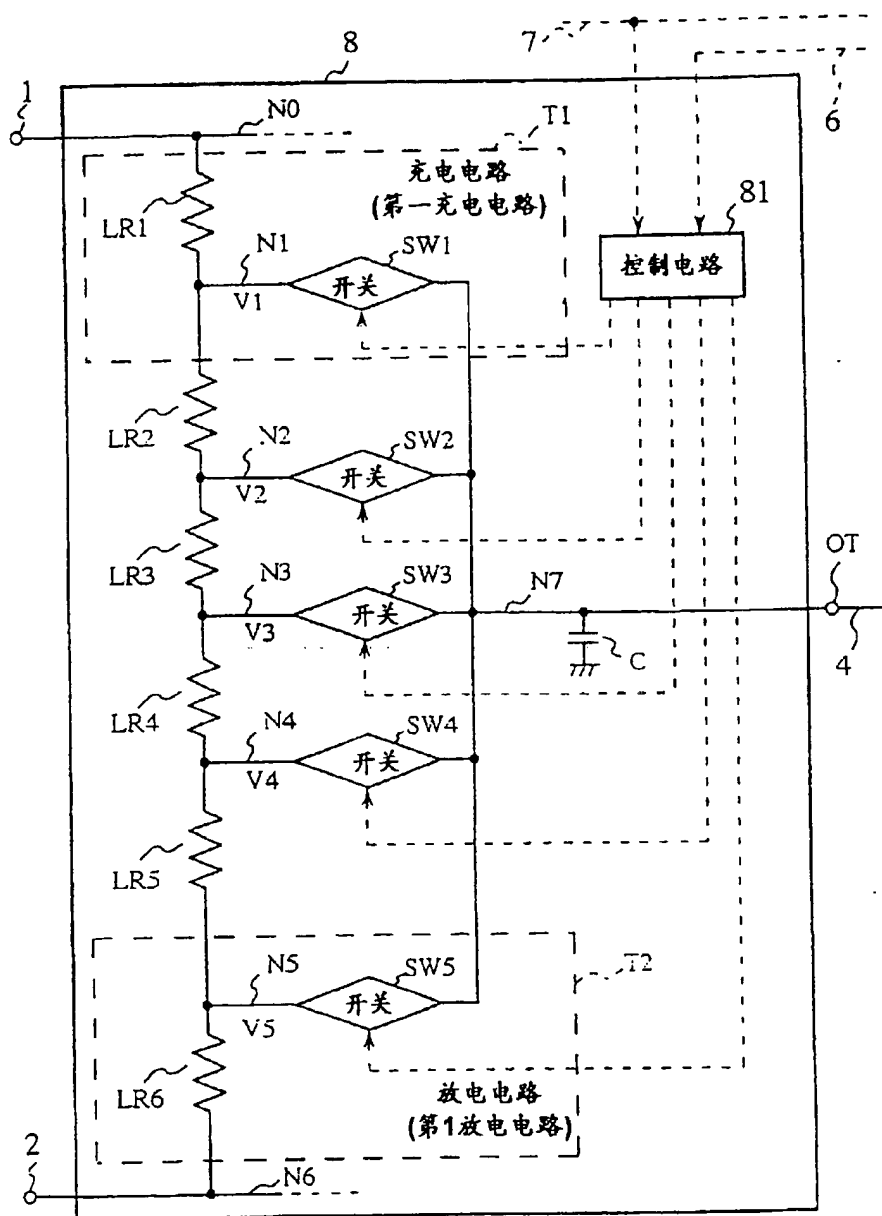 7
8
6
1
N0
T1
充电电路
(第一充电电路)
81
LR1
控制电路
N1
SW1
开关
V1
LR2
N2
SW2
开关
V2
LR3
N3
SW3
开关
V3
N7
OT
C
4
LR4
N4
SW4
开关
V4
LR5
N5
SW5
开关
V5
T2
LR6
放电电路
(第1放电电路)
2
N6